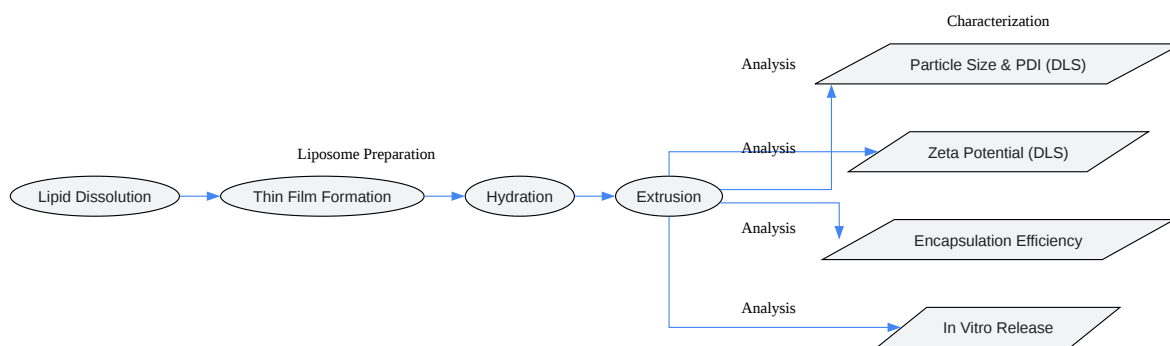 Characterization
Analysis
Particle Size & PDI (DLS)
Analysis
Zeta Potential (DLS)
Liposome Preparation
Lipid Dissolution
Thin Film Formation
Hydration
Extrusion
Analysis
Encapsulation Efficiency
Analysis
In Vitro Release